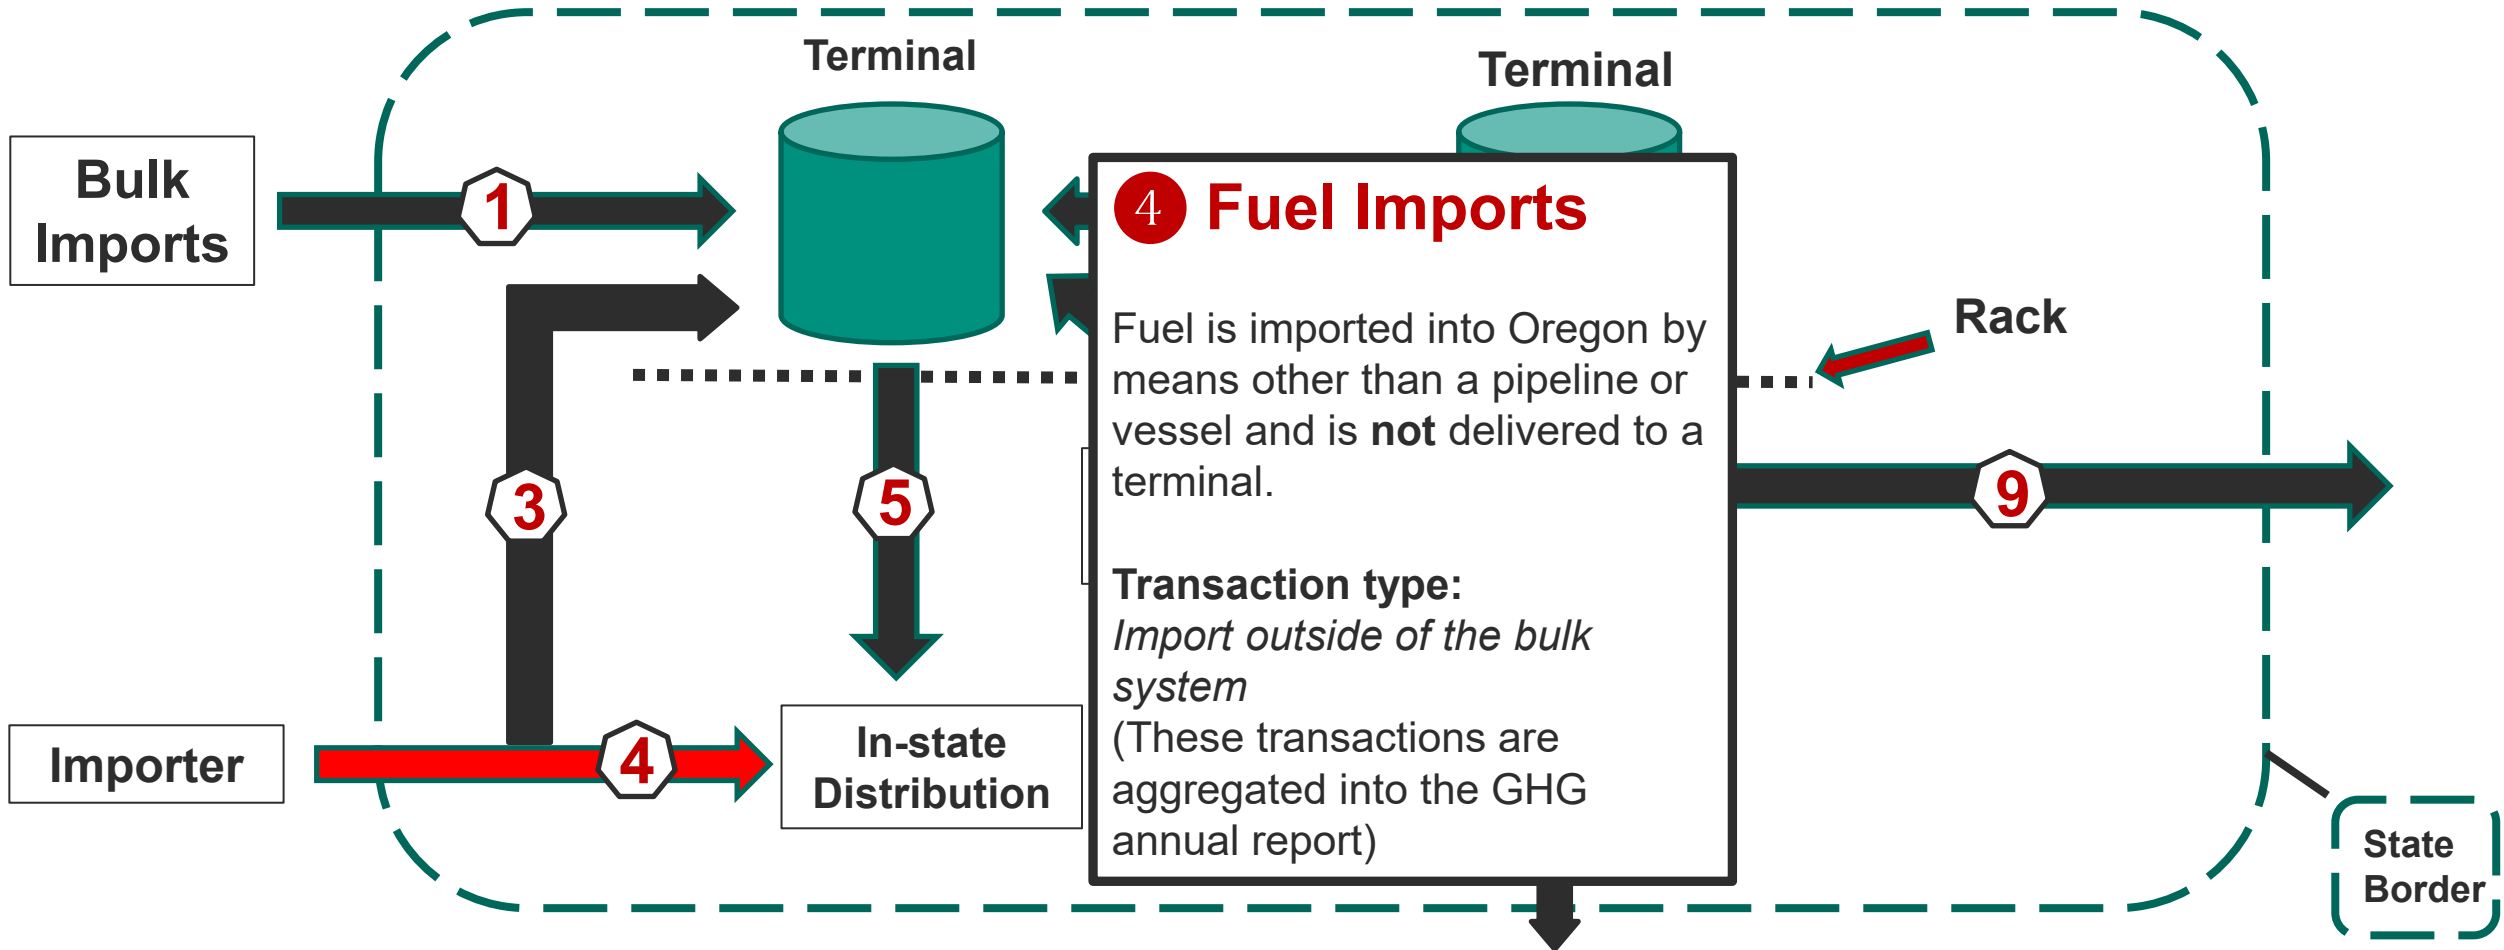 Terminal
Terminal
Bulk
Imports
1
❹ Fuel Imports
Fuel is imported into Oregon by
means other than a pipeline or
vessel and is not delivered to a
terminal.
Transaction type:
Import outside of the bulk
system
(These transactions are
aggregated into the GHG
annual report)
Rack
3
5
9
Importer
4
In-state
Distribution
State
Border